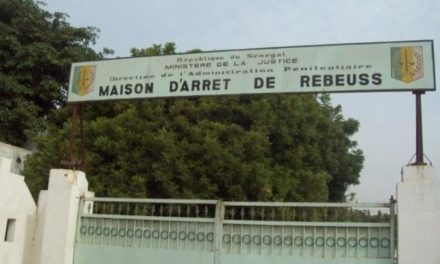 Republique du Senegal
MINISTERE DE LA JUSTICE
Direction de l'Administration Penitentiaire
MAISON D'ARRET DE REBEUSS